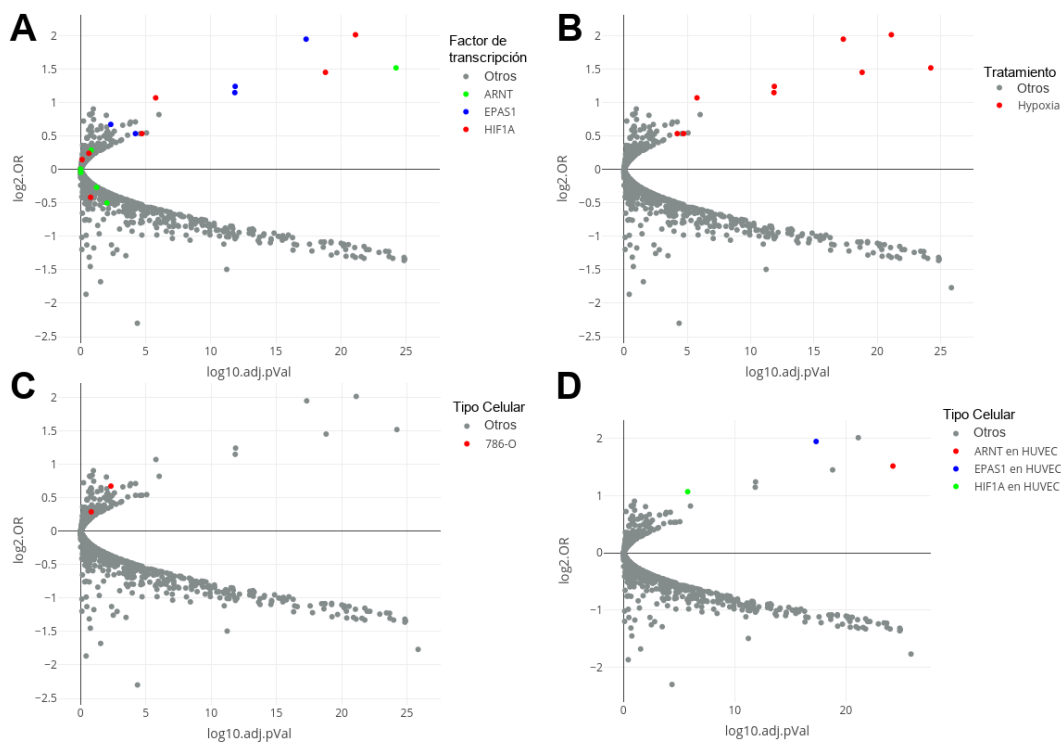 A
Factor de
transcripción
Otros
ARNT
EPAS1
HIF1A
2
1.5
1
0.5
0
−0.5
−1
−1.5
−2
−2.5
log2.OR
0
5
10
15
20
25
log10.adj.pVal
B
Tratamiento
Otros
Hypoxia
2
1.5
1
0.5
0
−0.5
−1
−1.5
−2
−2.5
log2.OR
0
5
10
15
20
25
log10.adj.pVal
C
Tipo Celular
Otros
786-O
2
1.5
1
0.5
0
−0.5
−1
−1.5
−2
−2.5
log2.OR
0
5
10
15
20
25
log10.adj.pVal
D
Tipo Celular
Otros
ARNT en HUVEC
EPAS1 en HUVEC
HIF1A en HUVEC
2
1
0
−1
−2
log2.OR
0
10
20
log10.adj.pVal